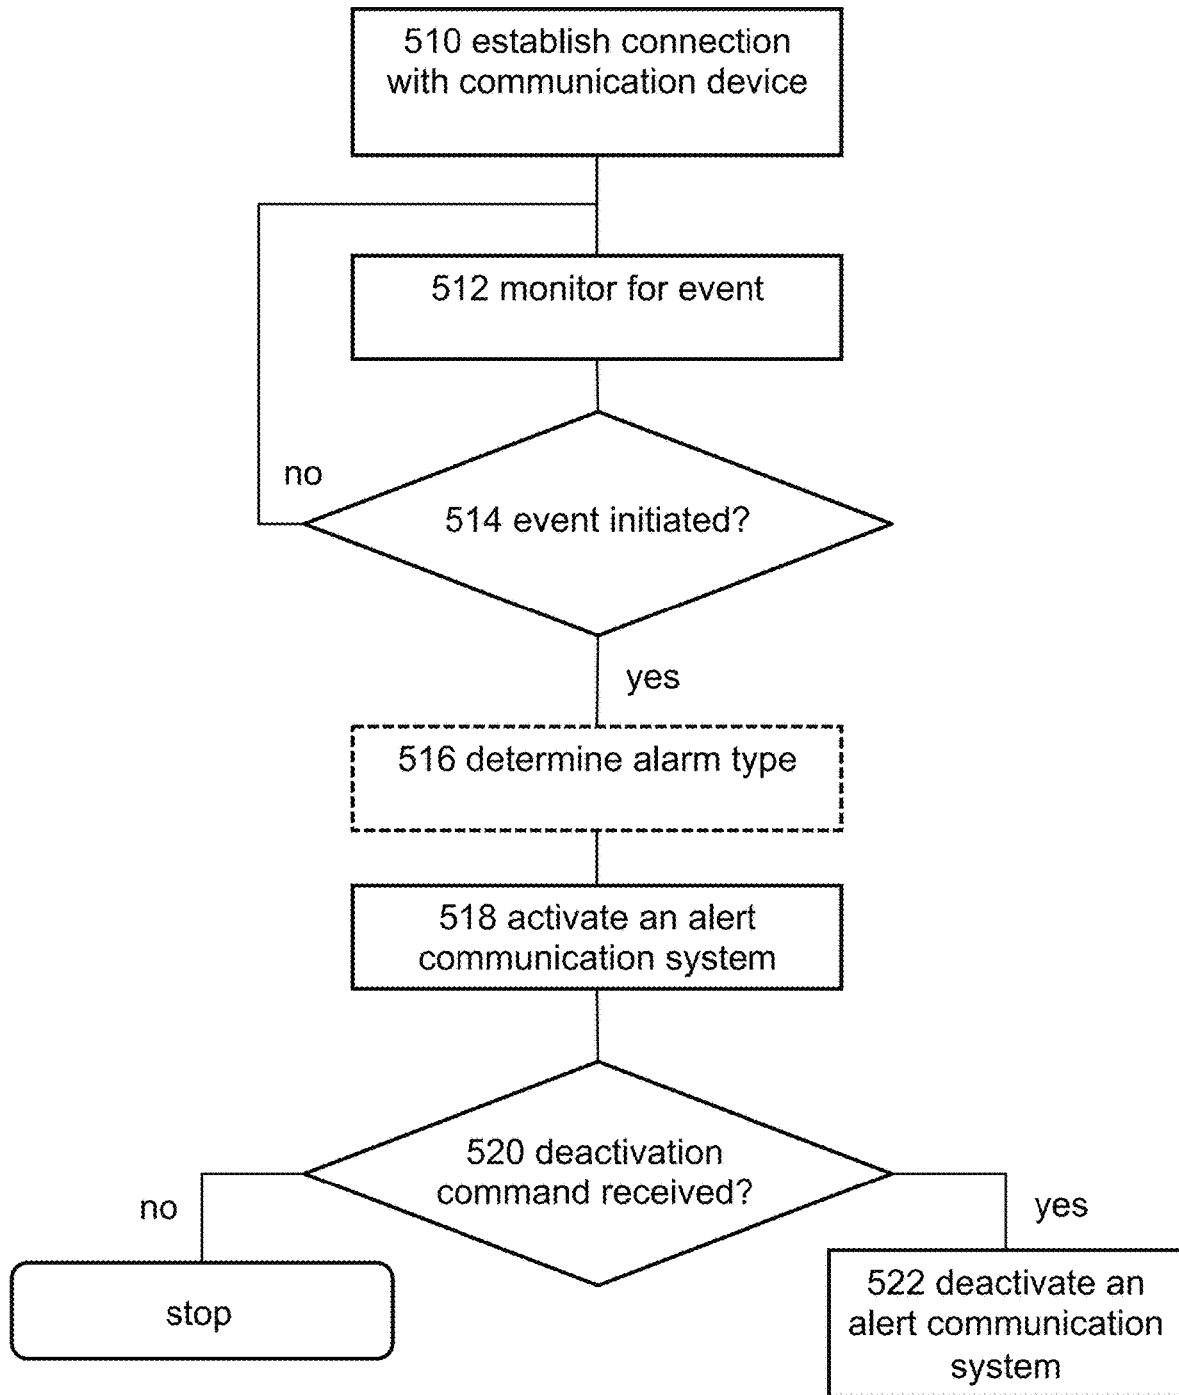 510 establish connection
with communication device
512 monitor for event
no
514 event initiated?
yes
516 determine alarm type
518 activate an alert
communication system
520 deactivation
command received?
no
yes
stop
522 deactivate an
alert communication
system